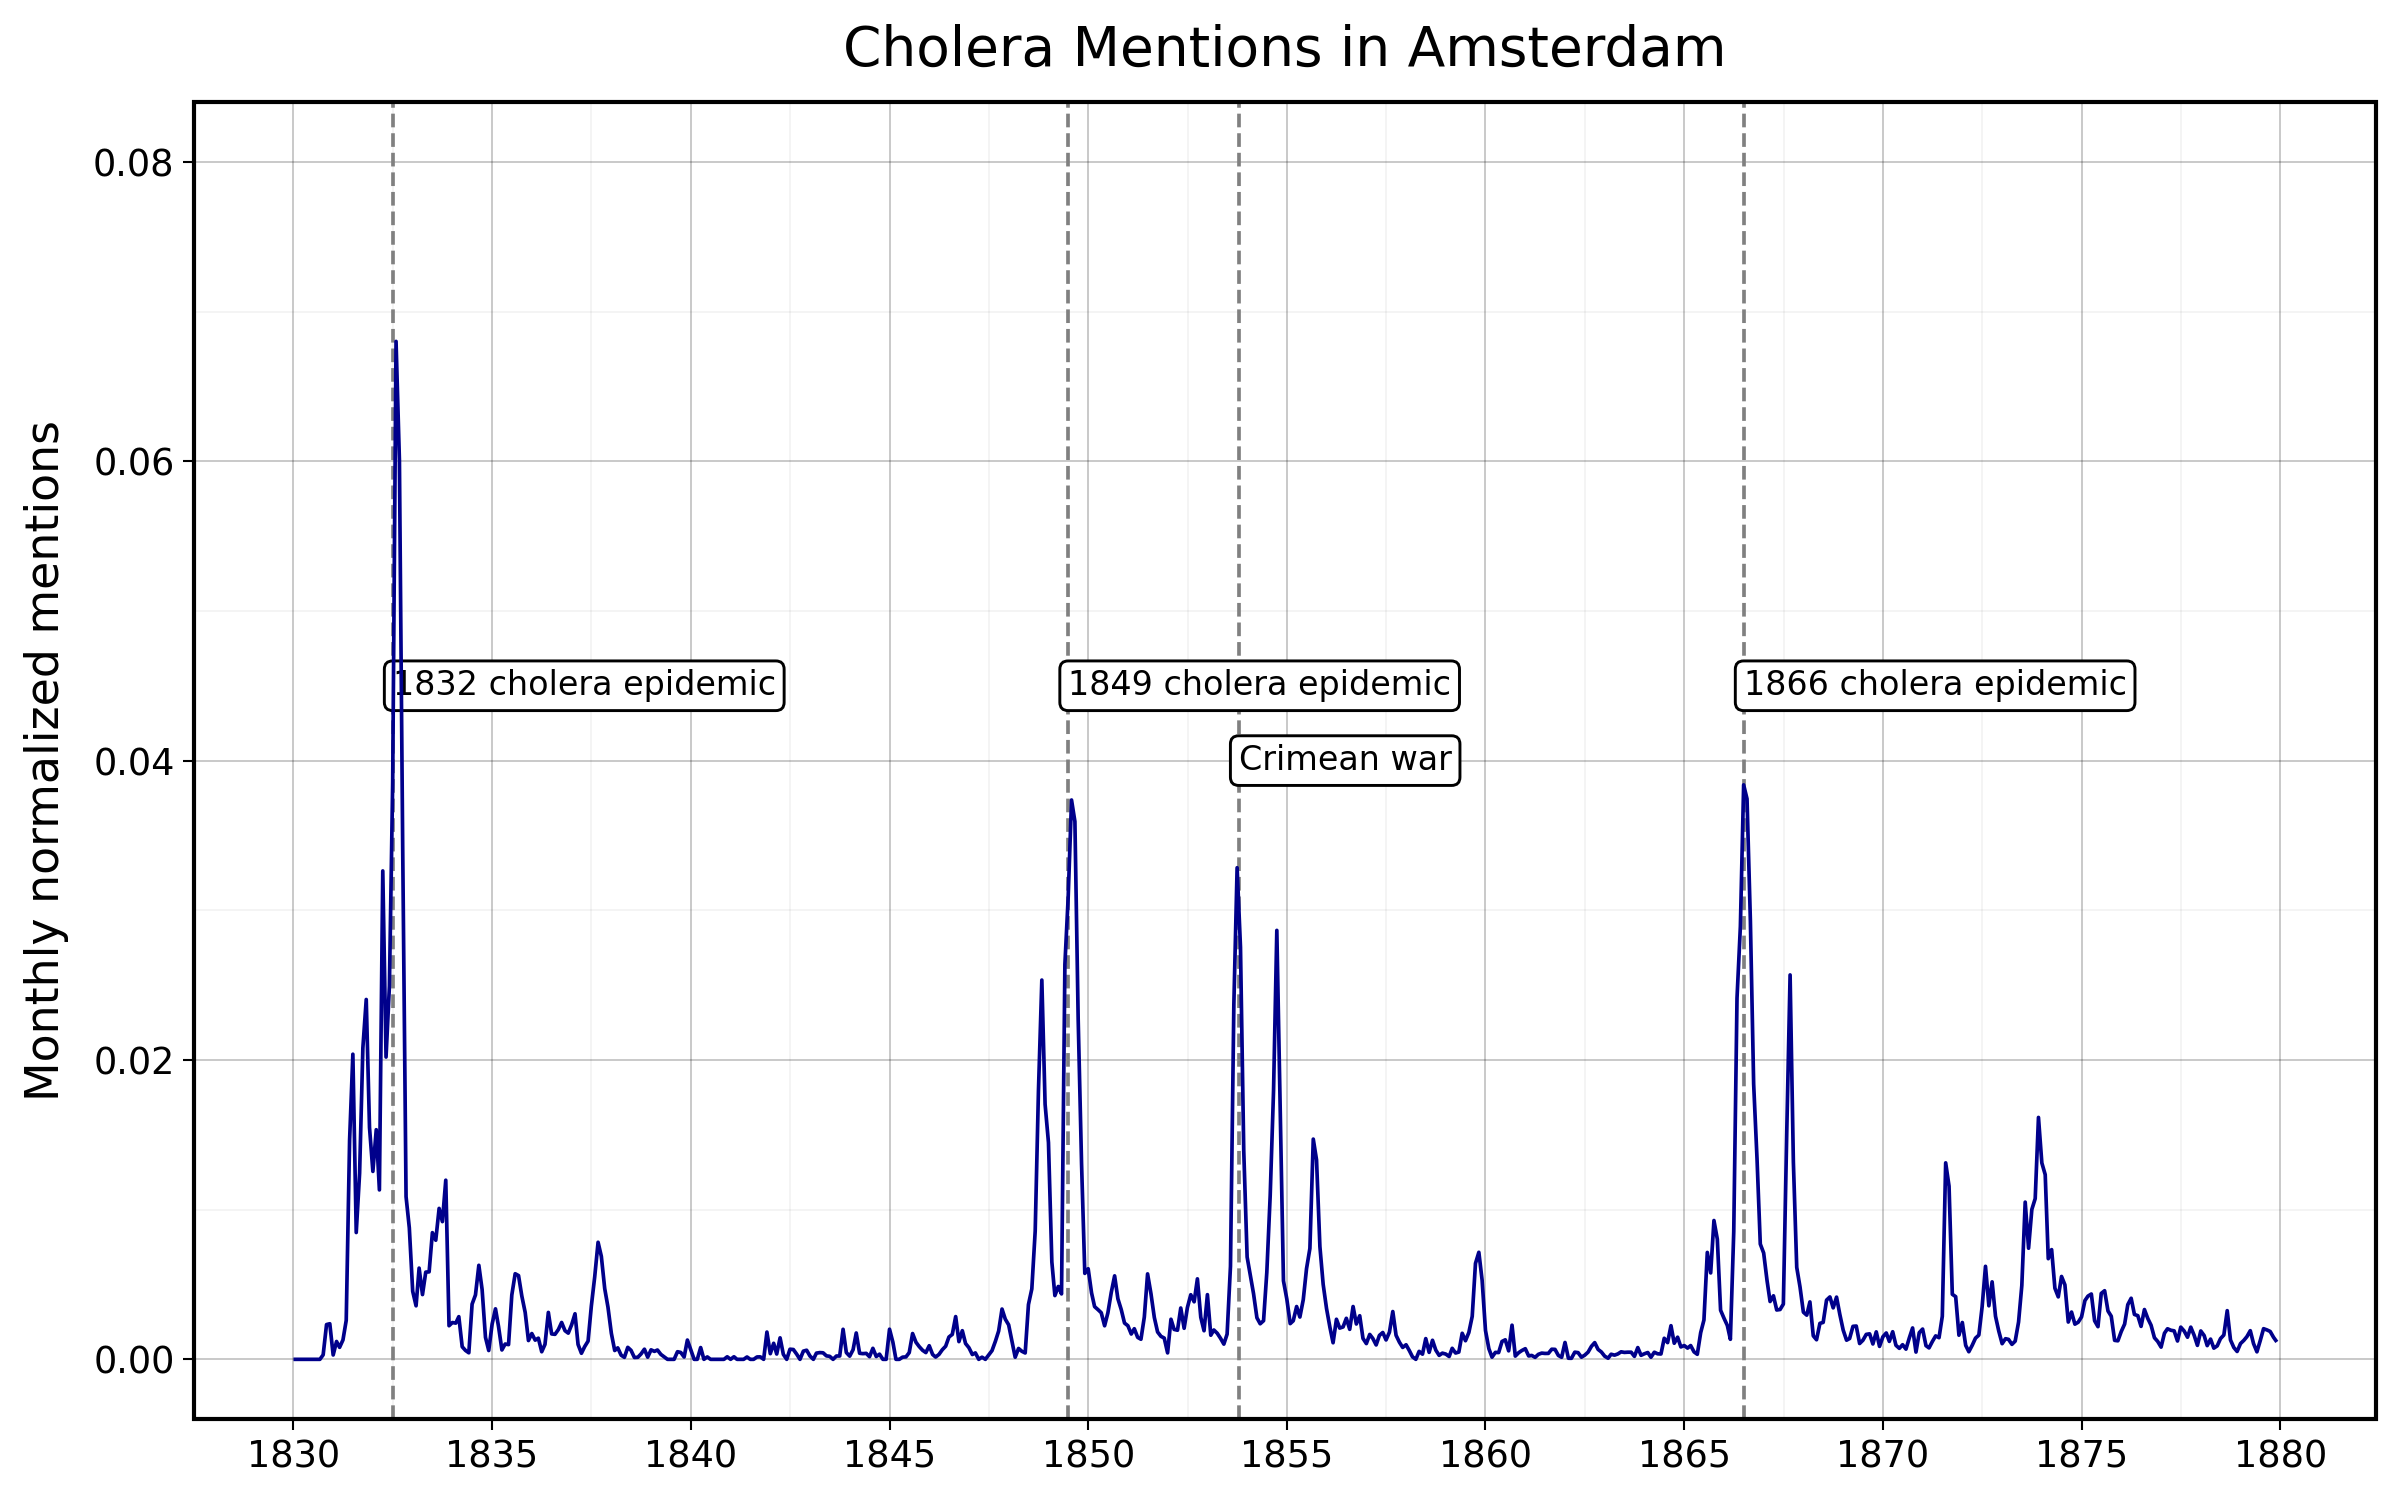 Cholera Mentions in Amsterdam
Monthly normalized mentions
0.08
0.06
0.04
0.02
0.00
1832 cholera epidemic
1849 cholera epidemic
1866 cholera epidemic
Crimean war
1830 1835 1840 1845 1850 1855 1860 1865 1870 1875 1880